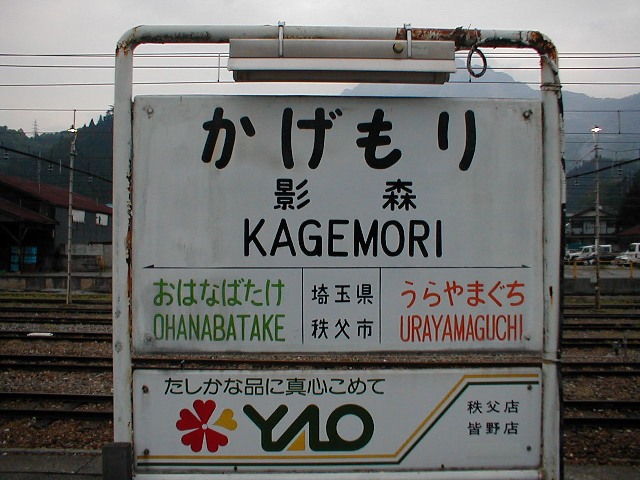 かげもり
影森
KAGEMORI
おはなばたけ 埼玉県 うらやまぐち
OHANABATAKE 秩父市 URAYAMAGUCHI
たしかな品に真心こめて
YAO
秩父店
皆野店